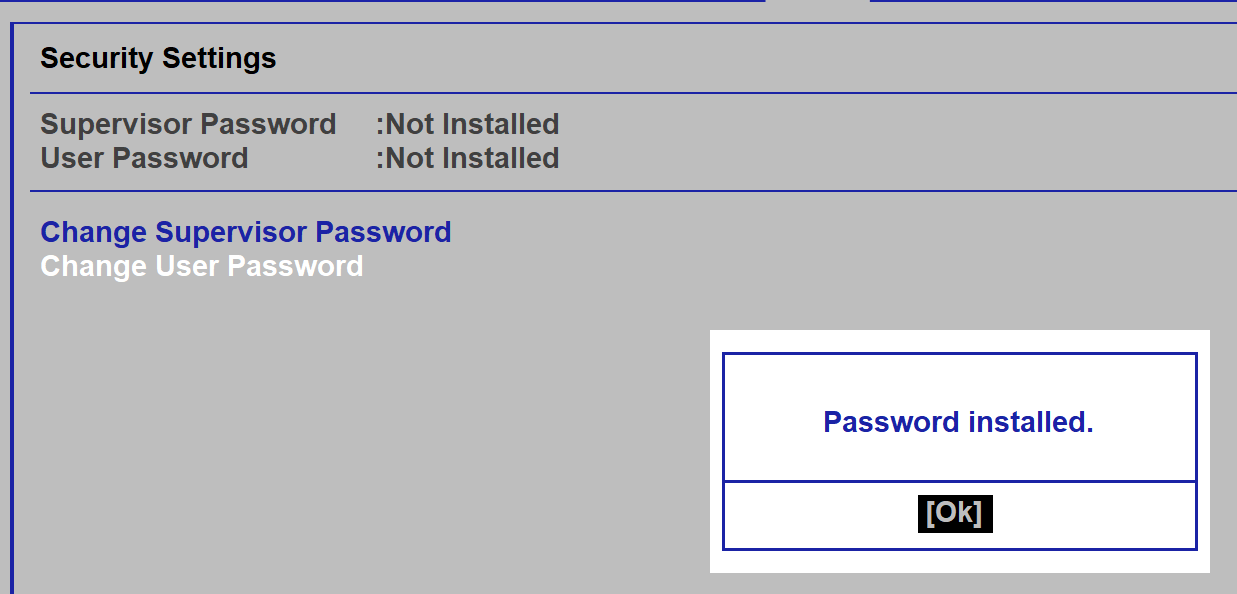 Security Settings
Supervisor Password :Not Installed
User Password :Not Installed
Change Supervisor Password
Change User Password
Password installed.
[Ok]